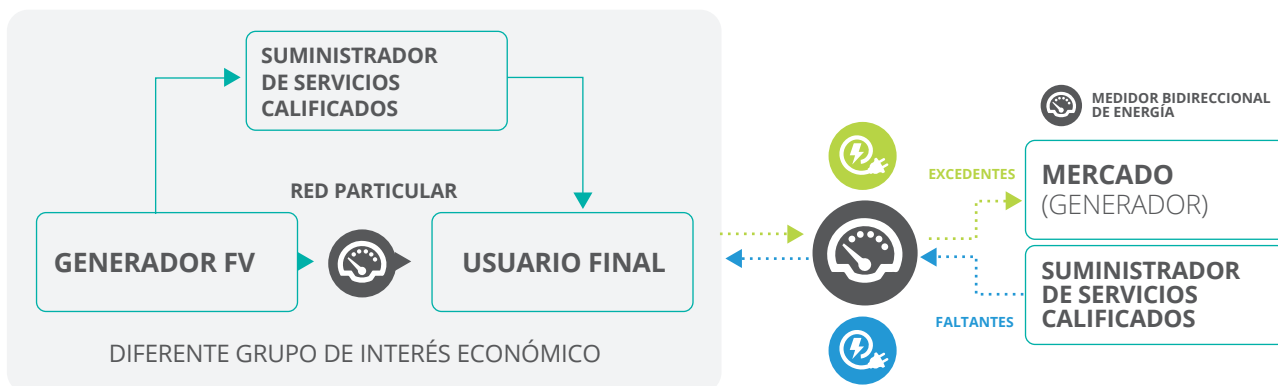 SUMINISTRADOR
DE SERVICIOS
CALIFICADOS
RED PARTICULAR
GENERADOR FV
USUARIO FINAL
DIFERENTE GRUPO DE INTERÉS ECONÓMICO
MEDIDOR BIDIRECCIONAL
DE ENERGÍA
EXCEDENTES
MERCADO
(GENERADOR)
FALTANTES
SUMINISTRADOR
DE SERVICIOS
CALIFICADOS